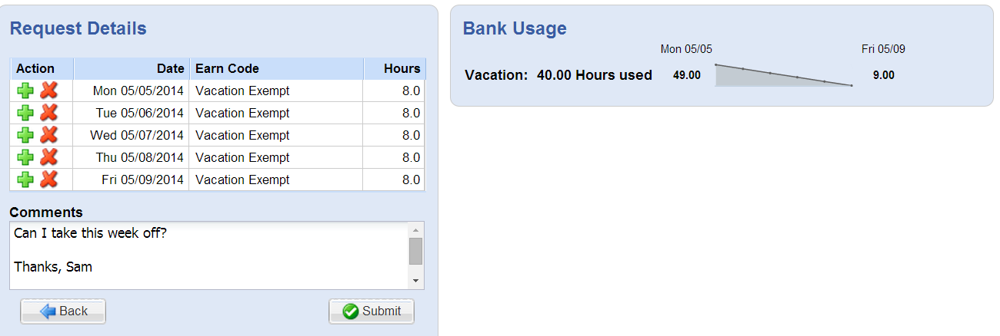 Request Details
Action Date Earn Code Hours
Mon 05/05/2014 Vacation Exempt 8.0
Tue 05/06/2014 Vacation Exempt 8.0
Wed 05/07/2014 Vacation Exempt 8.0
Thu 05/08/2014 Vacation Exempt 8.0
Fri 05/09/2014 Vacation Exempt 8.0
Comments
Can I take this week off?
Thanks, Sam
Back Submit
Bank Usage
Mon 05/05 Fri 05/09
Vacation: 40.00 Hours used 49.00 9.00